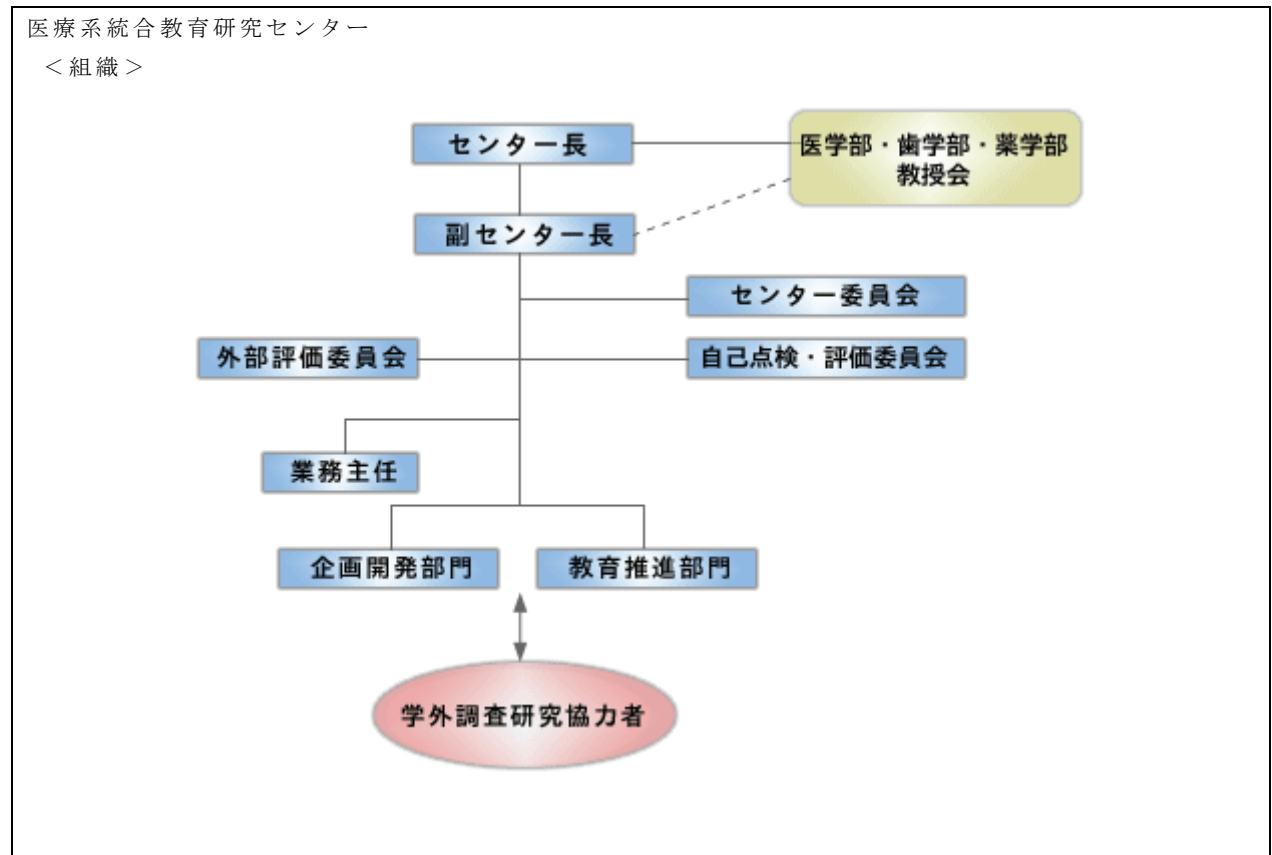 医療系統合教育研究センター
＜組織＞
センター長
医学部・歯学部・薬学部
教授会
副センター長
センター委員会
外部評価委員会
自己点検・評価委員会
業務主任
企画開発部門
教育推進部門
学外調査研究協力者